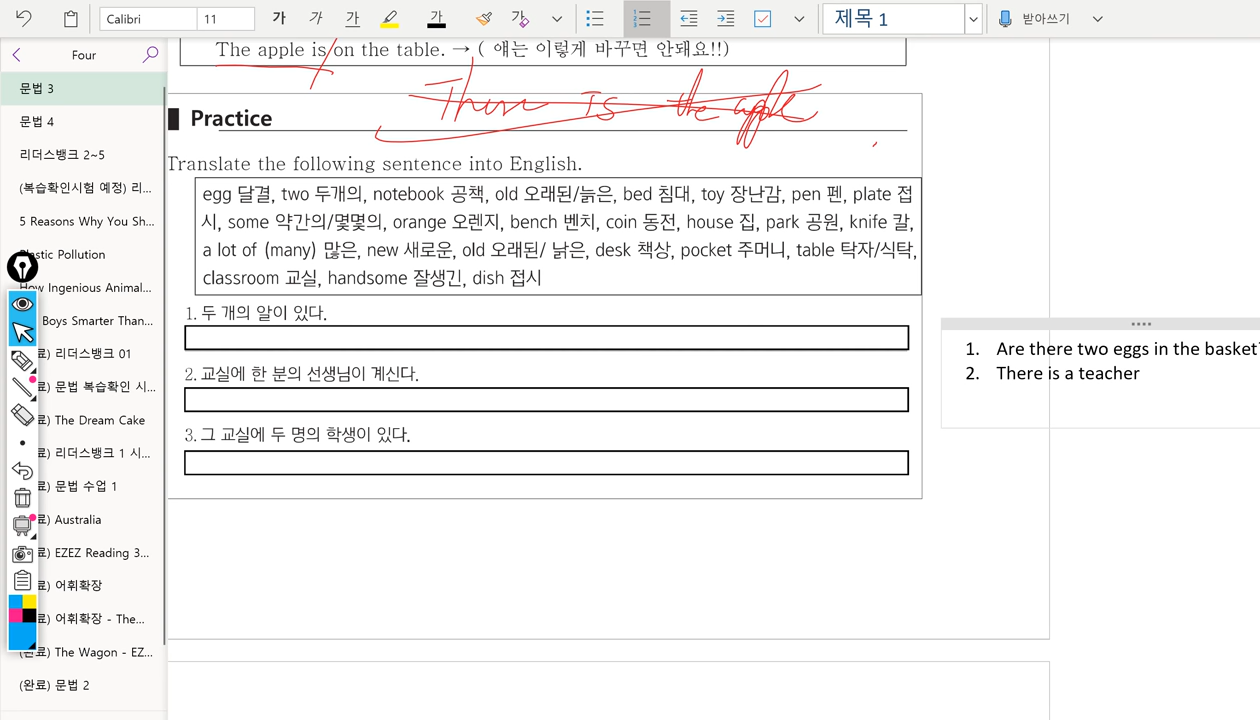 Calibri
11
가
가
가
가
제목 1
받아쓰기
Four
문법 3
문법 4
리더스뱅크 2~5
(복습확인시험 예정) 리...
5 Reasons Why You Sh...
astic Pollution
How Ingenious Animal...
Boys Smarter Than...
료) 리더스뱅크 01
료) 문법 복습확인 시...
료) The Dream Cake
료) 리더스뱅크 1 시...
료) 문법 수업 1
료) Australia
료) EZEZ Reading 3...
료) 어휘확장
료) 어휘확장 - The...
(완료) The Wagon - EZ...
(완료) 문법 2
The apple is on the table. → ( 얘는 이렇게 바꾸면 안돼요!!)
There is the apple
Practice
Translate the following sentence into English.
egg 달결, two 두개의, notebook 공책, old 오래된/늙은, bed 침대, toy 장난감, pen 펜, plate 접
시, some 약간의/몇몇의, orange 오렌지, bench 벤치, coin 동전, house 집, park 공원, knife 칼,
a lot of (many) 많은, new 새로운, old 오래된/ 낡은, desk 책상, pocket 주머니, table 탁자/식탁,
classroom 교실, handsome 잘생긴, dish 접시
1. 두 개의 알이 있다.
2. 교실에 한 분의 선생님이 계신다.
3. 그 교실에 두 명의 학생이 있다.
1. Are there two eggs in the basket?
2. There is a teacher